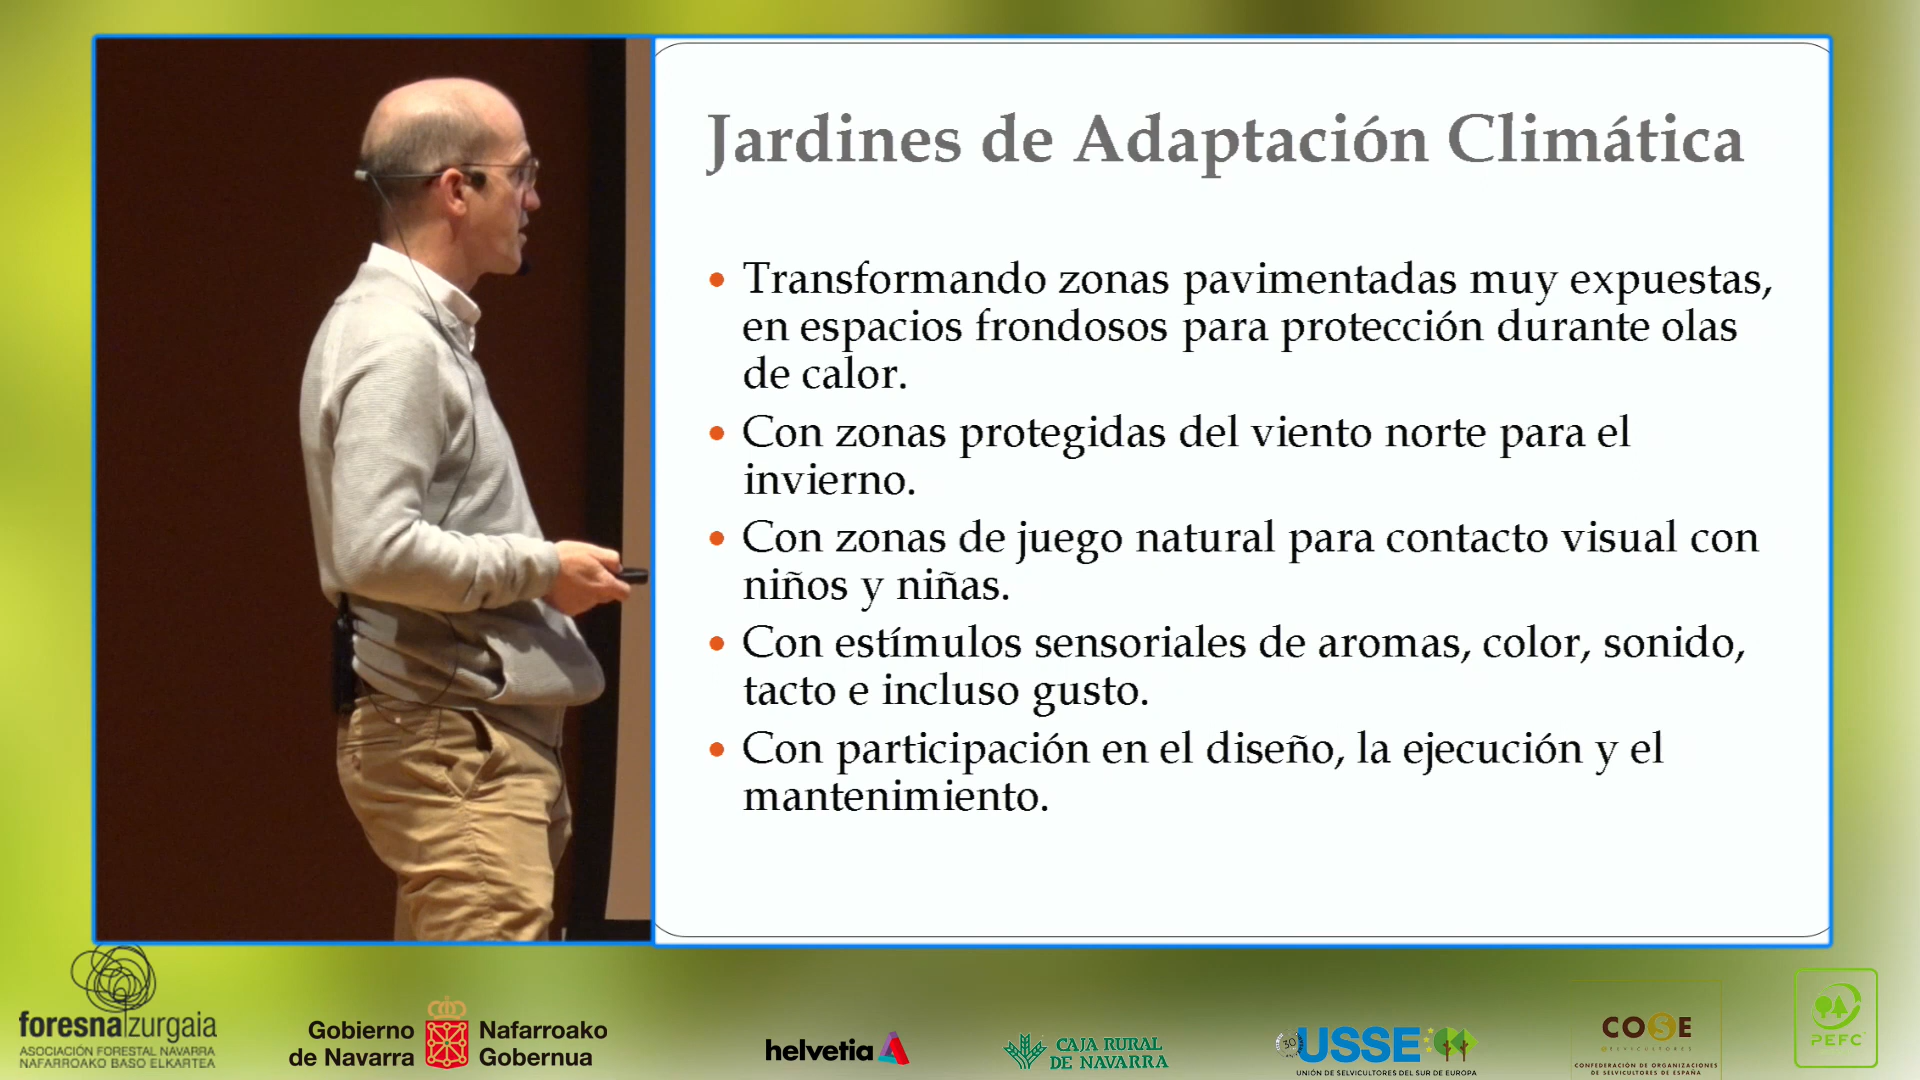 Jardines de Adaptación Climática
• Transformando zonas pavimentadas muy expuestas,
en espacios frondosos para protección durante olas
de calor.
• Con zonas protegidas del viento norte para el
invierno.
• Con zonas de juego natural para contacto visual con
niños y niñas.
• Con estímulos sensoriales de aromas, color, sonido,
tacto e incluso gusto.
• Con participación en el diseño, la ejecución y el
mantenimiento.
foresna zurgaia
ASOCIACIÓN FORESTAL NAVARRA
NAFARROAKO BASO ELKARTEA
Gobierno
de Navarra
Nafarroako
Gobernua
helvetia
CAJA RURAL
DE NAVARRA
30
USSE
UNIÓN DE SELVICULTORES DEL SUR DE EUROPA
COSE
CONFEDERACIÓN DE ORGANIZACIONES
DE SELVICULTORES DE ESPAÑA
PEFC